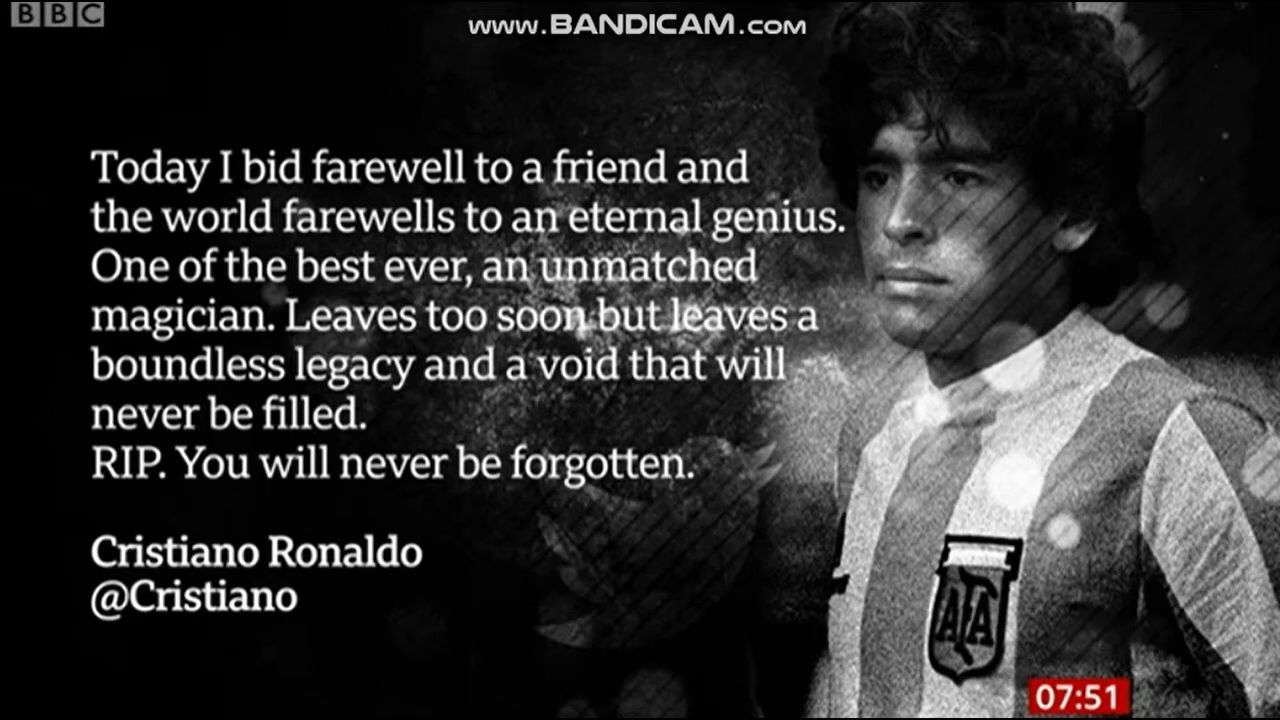 BBC
www.BANDICAM.com
Today I bid farewell to a friend and
the world farewells to an eternal genius.
One of the best ever, an unmatched
magician. Leaves too soon but leaves a
boundless legacy and a void that will
never be filled.
RIP. You will never be forgotten.
Cristiano Ronaldo
@Cristiano
AFA
07:51